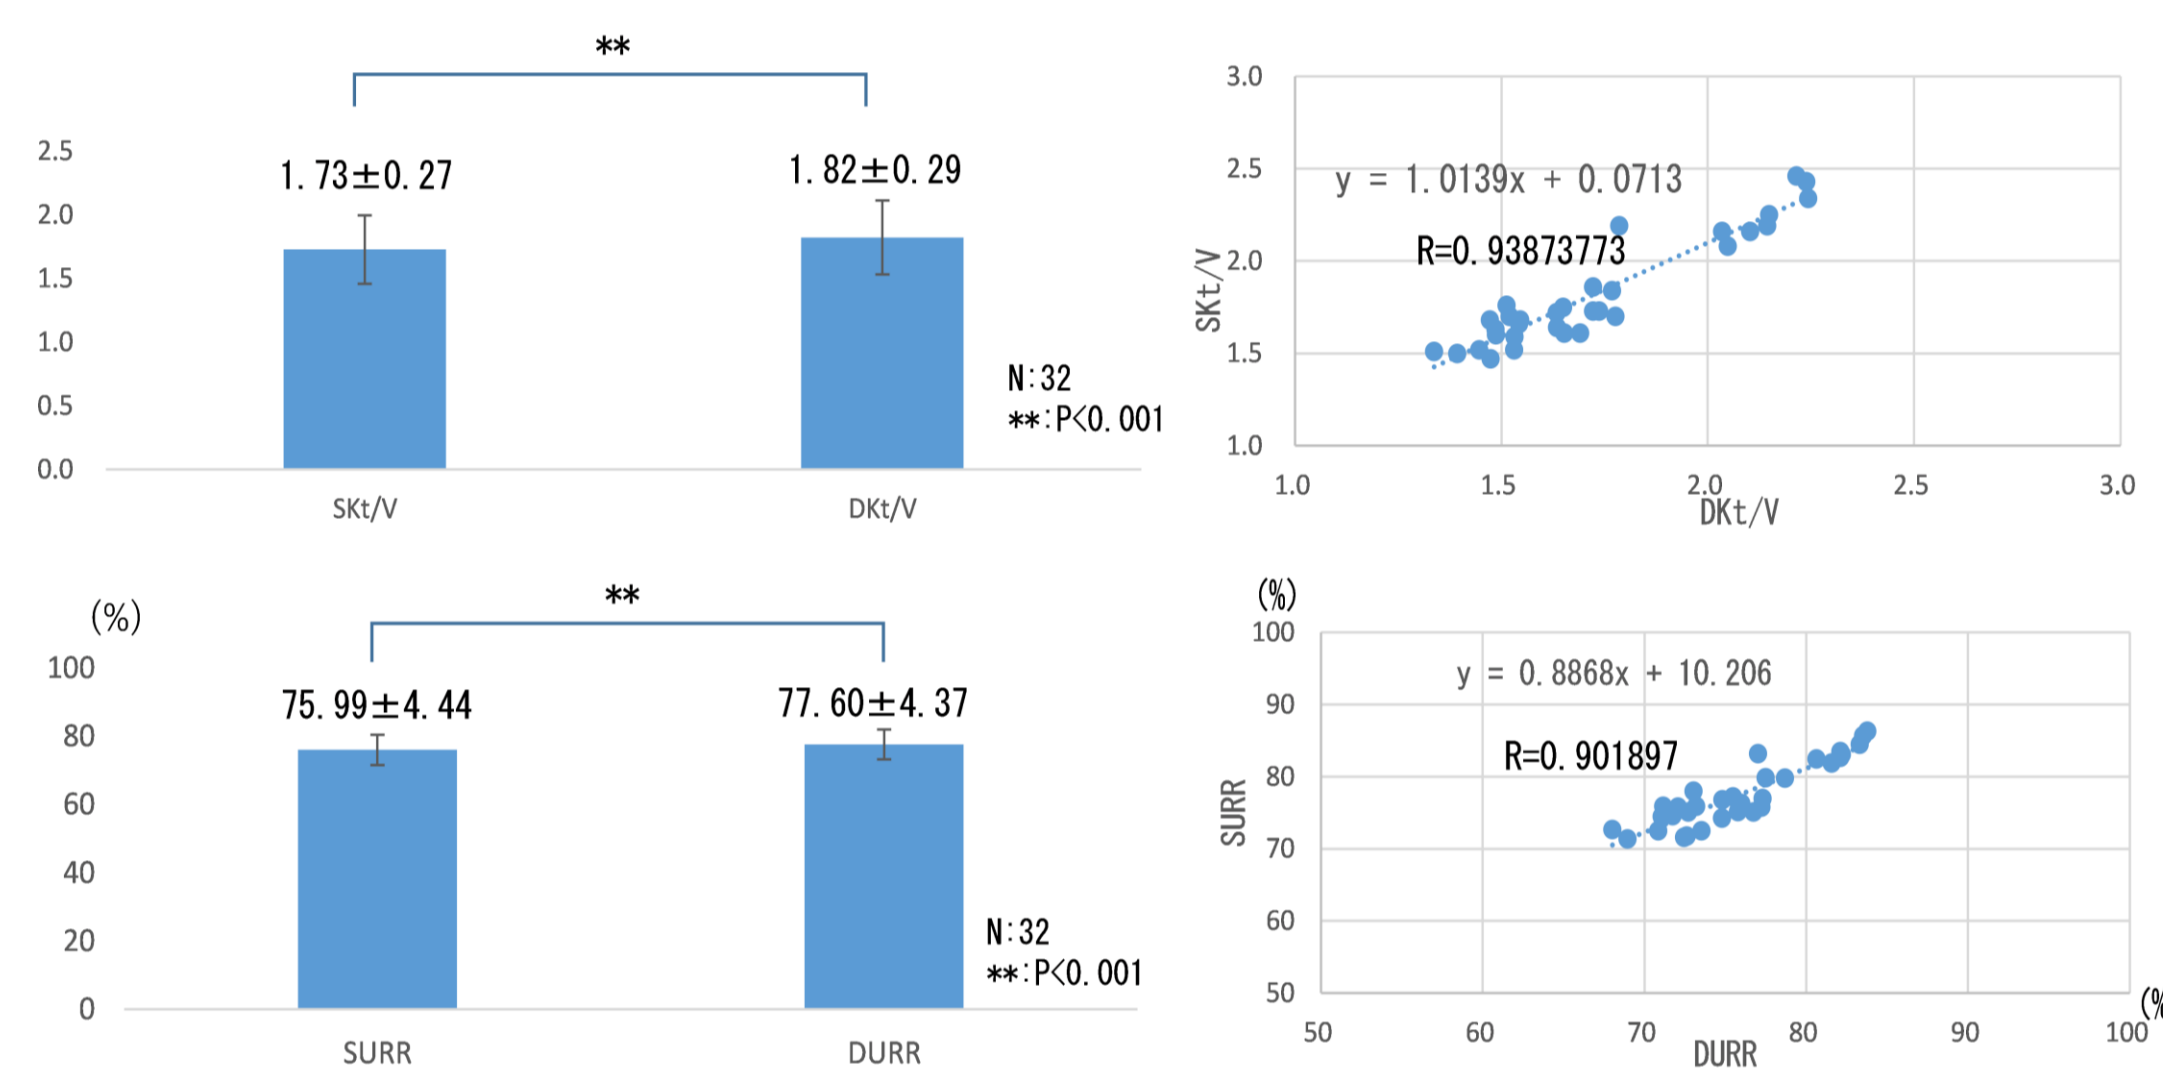 **
2.5
2.0
1.5
1.0
0.5
0.0
1.73±0.27
1.82±0.29
N:32
**:P<0.001
SKt/V
DKt/V
3.0
2.5
2.0
1.5
1.0
SKt/V
y = 1.0139x + 0.0713
R=0.93873773
1.0
1.5
2.0
2.5
3.0
DKt/V
(%)
**
100
80
60
40
20
0
75.99±4.44
77.60±4.37
N:32
**:P<0.001
SURR
DURR
(%)
100
90
80
70
60
50
SURR
y = 0.8868x + 10.206
R=0.901897
50
60
70
80
90
100
DURR